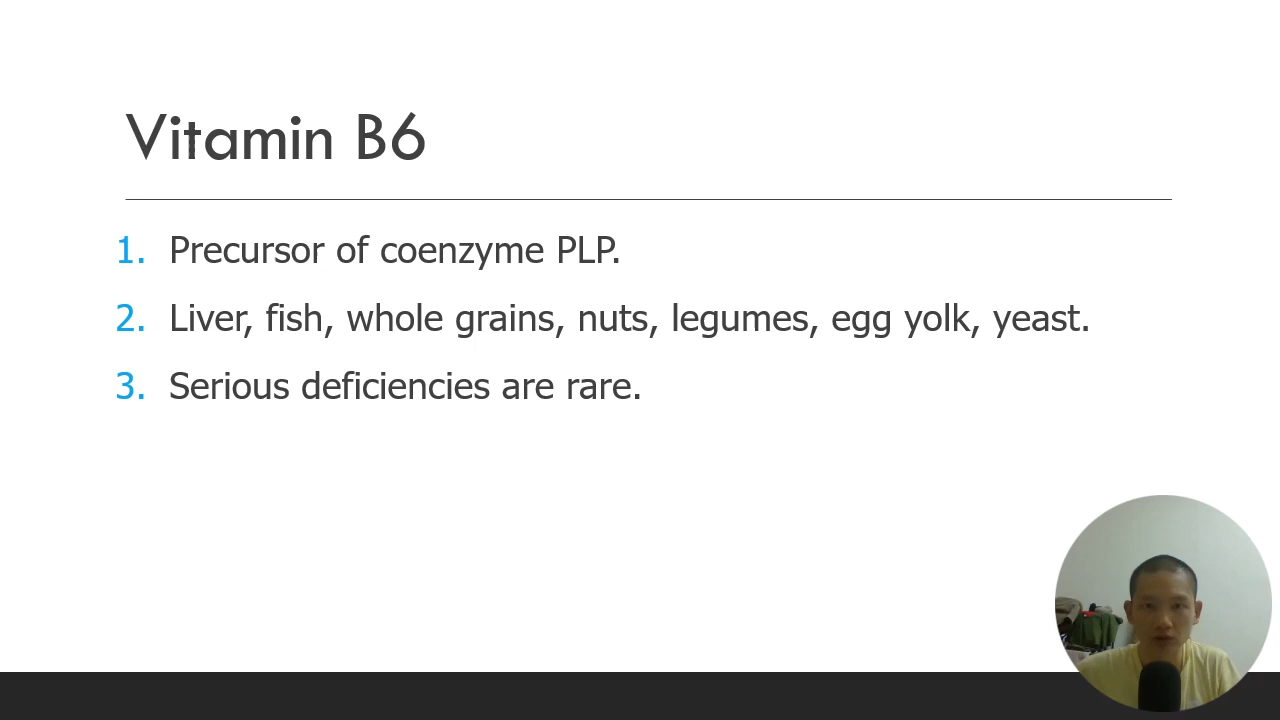 Vitamin B6
1. Precursor of coenzyme PLP.
2. Liver, fish, whole grains, nuts, legumes, egg yolk, yeast.
3. Serious deficiencies are rare.